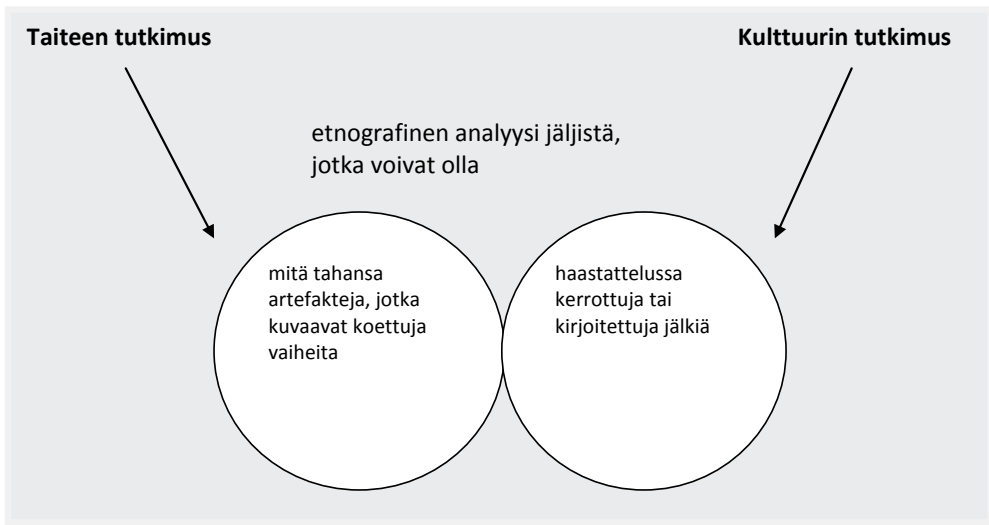 Taiteen tutkimus
Kulttuurin tutkimus
etnografinen analyysi jäljistä,
jotka voivat olla
mitä tahansa
artefakteja, jotka
kuvaavat koettuja
vaiheita
haastattelussa
kerrottuja tai
kirjoitettuja jälkiä